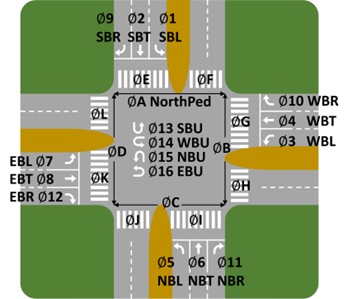 Ø9 Ø2 Ø1
SBR SBT SBL
ØE ØF
ØA NorthPed
Ø10 WBR
ØL ØG
Ø13 SBU
Ø4 WBT
Ø14 WBU
ØD ØB
Ø3 WBL
Ø15 NBU
EBL Ø7
Ø16 EBU
EBT Ø8
ØK ØH
EBR Ø12
ØC
ØJ ØI
Ø5 Ø6 Ø11
NBL NBT NBR